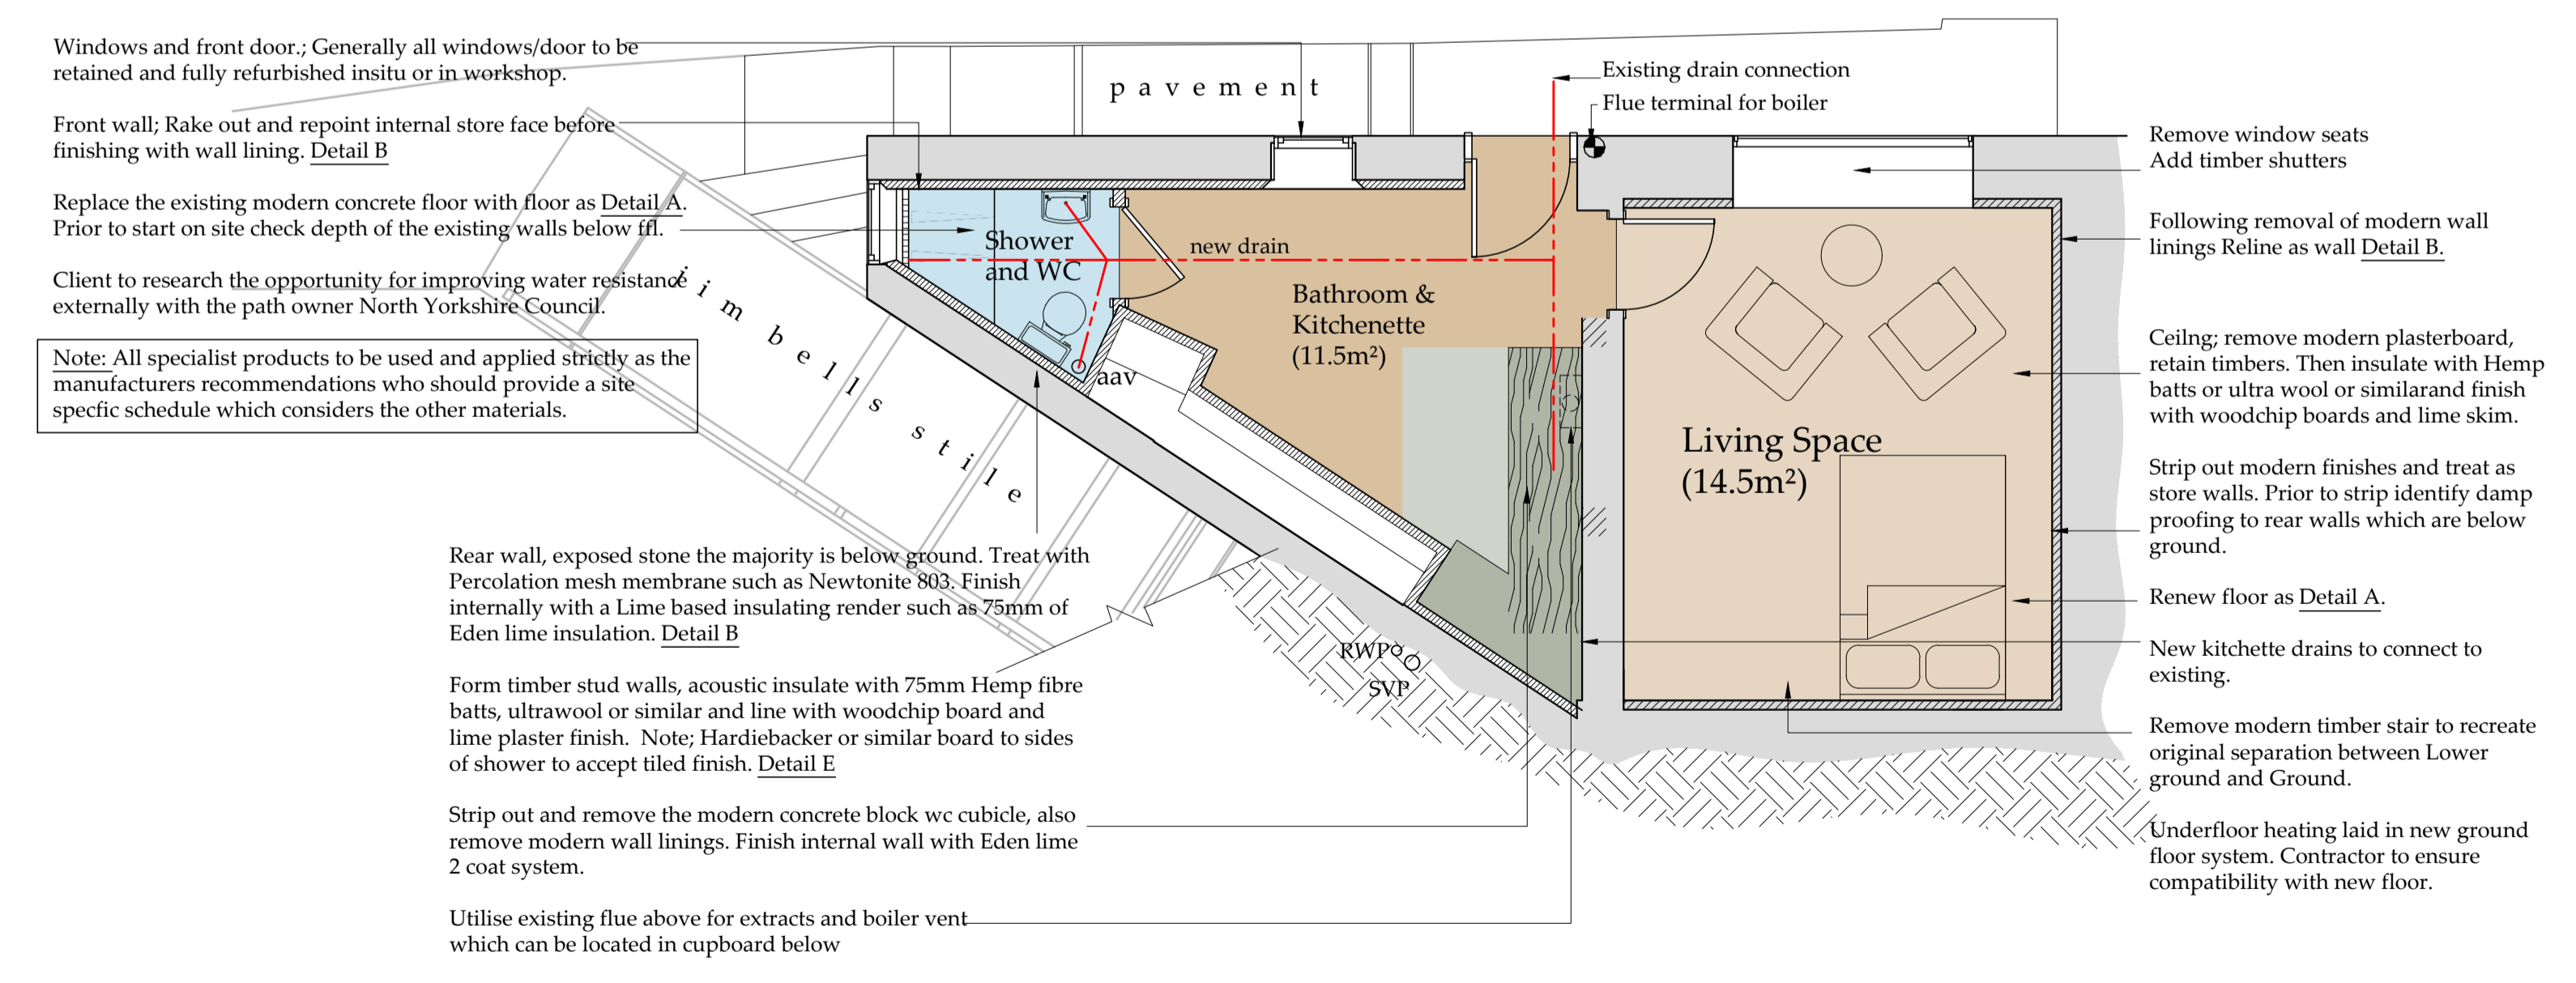 Windows and front door.; Generally all windows/door to be
retained and fully refurbished insitu or in workshop.
Front wall; Rake out and repoint internal store face before
finishing with wall lining. Detail B
Replace the existing modern concrete floor with floor as Detail A.
Prior to start on site check depth of the existing walls below ffl.
Client to research the opportunity for improving water resistance
externally with the path owner North Yorkshire Council.
Note: All specialist products to be used and applied strictly as the
manufacturers recommendations who should provide a site
specfic schedule which considers the other materials.
jim bells stile
pavement
Existing drain connection
Flue terminal for boiler
Shower
and WC
new drain
aav
Bathroom &
Kitchenette
(11.5m²)
Living Space
(14.5m²)
RWP
SVP
Rear wall, exposed stone the majority is below ground. Treat with
Percolation mesh membrane such as Newtonite 803. Finish
internally with a Lime based insulating render such as 75mm of
Eden lime insulation. Detail B
Form timber stud walls, acoustic insulate with 75mm Hemp fibre
batts, ultrawool or similar and line with woodchip board and
lime plaster finish. Note; Hardiebacker or similar board to sides
of shower to accept tiled finish. Detail E
Strip out and remove the modern concrete block wc cubicle, also
remove modern wall linings. Finish internal wall with Eden lime
2 coat system.
Utilise existing flue above for extracts and boiler vent
which can be located in cupboard below
Remove window seats
Add timber shutters
Following removal of modern wall
linings Reline as wall Detail B.
Ceilng; remove modern plasterboard,
retain timbers. Then insulate with Hemp
batts or ultra wool or similarand finish
with woodchip boards and lime skim.
Strip out modern finishes and treat as
store walls. Prior to strip identify damp
proofing to rear walls which are below
ground.
Renew floor as Detail A.
New kitchette drains to connect to
existing.
Remove modern timber stair to recreate
original separation between Lower
ground and Ground.
Underfloor heating laid in new ground
floor system. Contractor to ensure
compatibility with new floor.